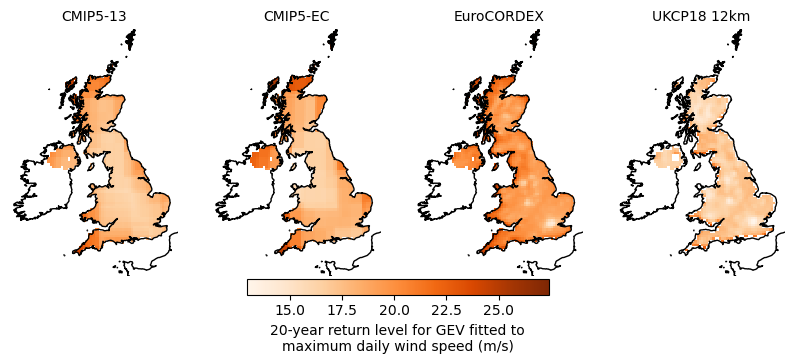 CMIP5-13 CMIP5-EC EuroCORDEX UKCP18 12km
15.0 17.5 20.0 22.5 25.0
20-year return level for GEV fitted to
maximum daily wind speed (m/s)